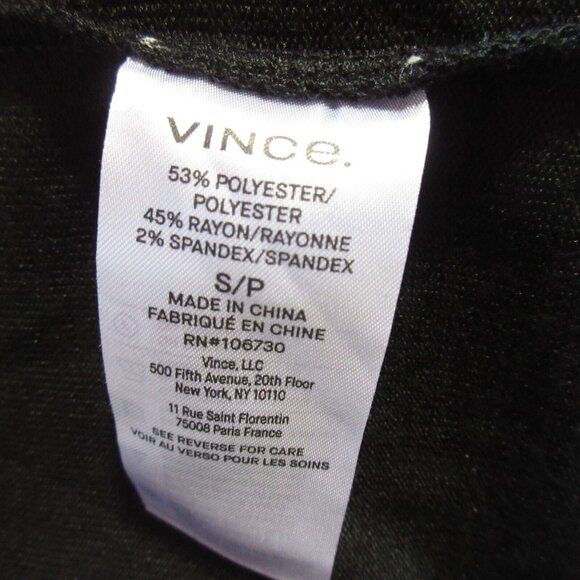 VINCe.
53% POLYESTER/
POLYESTER
45% RAYON/RAYONNE
2% SPANDEX/SPANDEX
S/P
MADE IN CHINA
FABRIQUÉ EN CHINE
RN#106730
Vince, LLC
500 Fifth Avenue, 20th Floor
New York, NY 10110
11 Rue Saint Florentin
75008 Paris France
SEE REVERSE FOR CARE
VOIR AU VERSO POUR LES SOINS